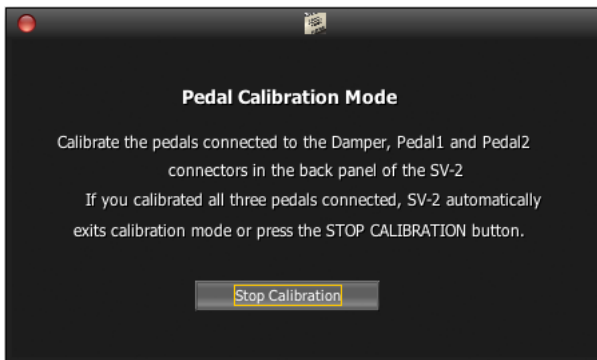 Pedal Calibration Mode
Calibrate the pedals connected to the Damper, Pedal1 and Pedal2
connectors in the back panel of the SV-2
If you calibrated all three pedals connected, SV-2 automatically
exits calibration mode or press the STOP CALIBRATION button.
Stop Calibration